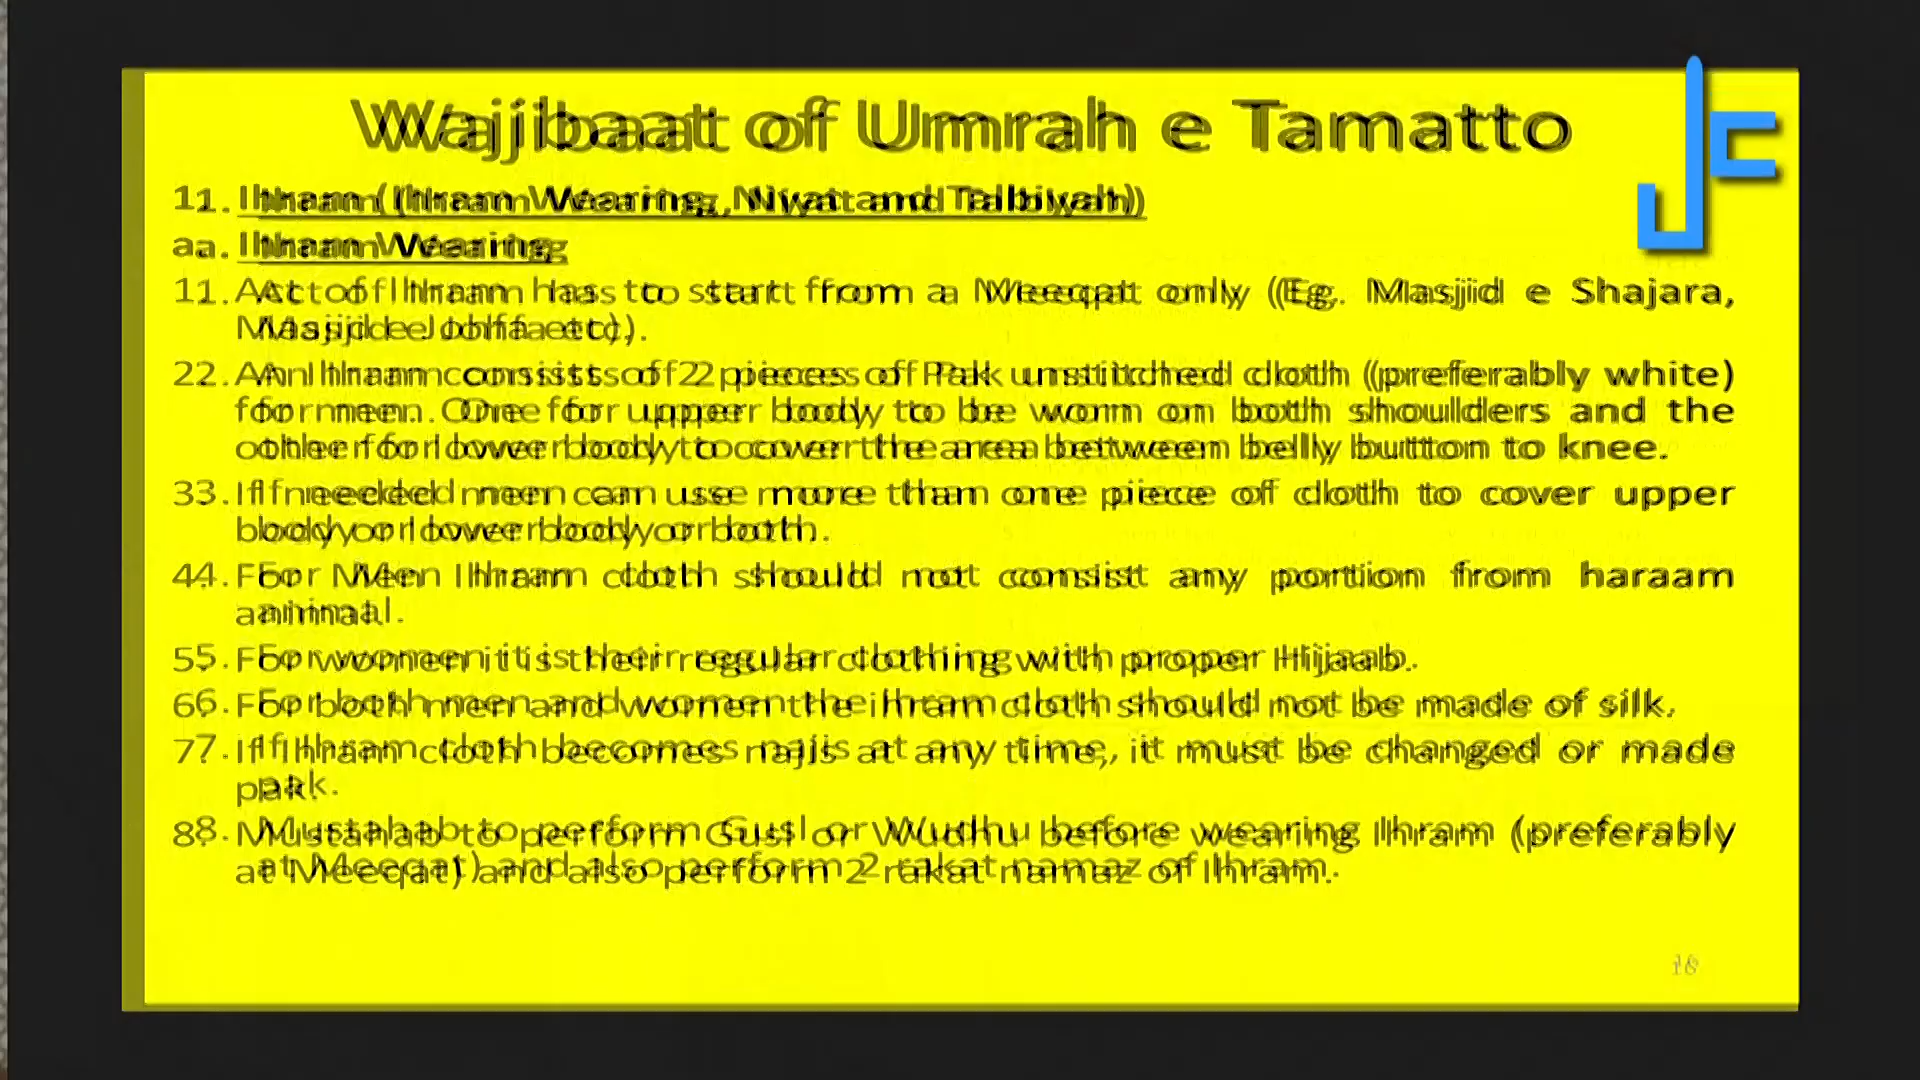 Wajibaat of Umrah e Tamatto
1. Ihram (Ihram Wearing, Niyat and Talbiyah)
a. Ihram Wearing
1. Act of Ihram has to start from a Meeqat only (Eg. Masjid e Shajara,
Masjid e Johfa etc).
2. An Ihram consists of 2 pieces of Pak unstitched cloth (preferably white)
for men. One for upper body to be worn on both shoulders and the
other for lower body to cover the area between belly button to knee.
3. If needed men can use more than one piece of cloth to cover upper
body or lower body or both.
4. For Men Ihram cloth should not consist any portion from haraam
animal.
5. For women it is their regular clothing with proper Hijaab.
6. For both men and women the ihram cloth should not be made of silk.
7. If Ihram cloth becomes najis at any time, it must be changed or made
pak.
8. Mustahab to perform Gusl or Wudhu before wearing Ihram (preferably
at Meeqat) and also perform 2 rakat namaz of Ihram.